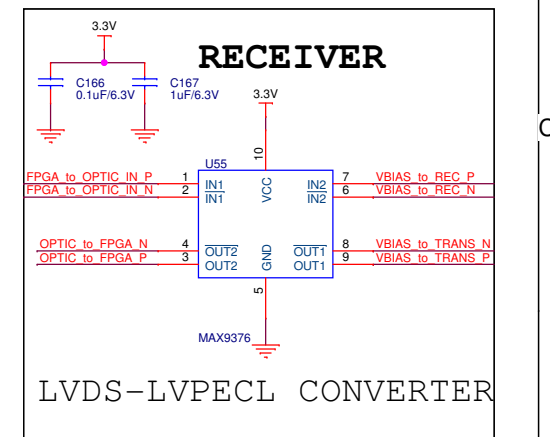 3.3V
RECEIVER
C166
0.1uF/6.3V
C167
1uF/6.3V
3.3V
10
U55
FPGA_to_OPTIC_IN_P 1 IN1 VCC IN2 7 VBIAS_to_REC_P
FPGA_to_OPTIC_IN_N 2 IN1 IN2 6 VBIAS_to_REC_N
OPTIC_to_FPGA_N 4 OUT2 GND OUT1 8 VBIAS_to_TRANS_N
OPTIC_to_FPGA_P 3 OUT2 OUT1 9 VBIAS_to_TRANS_P
5
MAX9376
LVDS-LVPECL CONVERTER